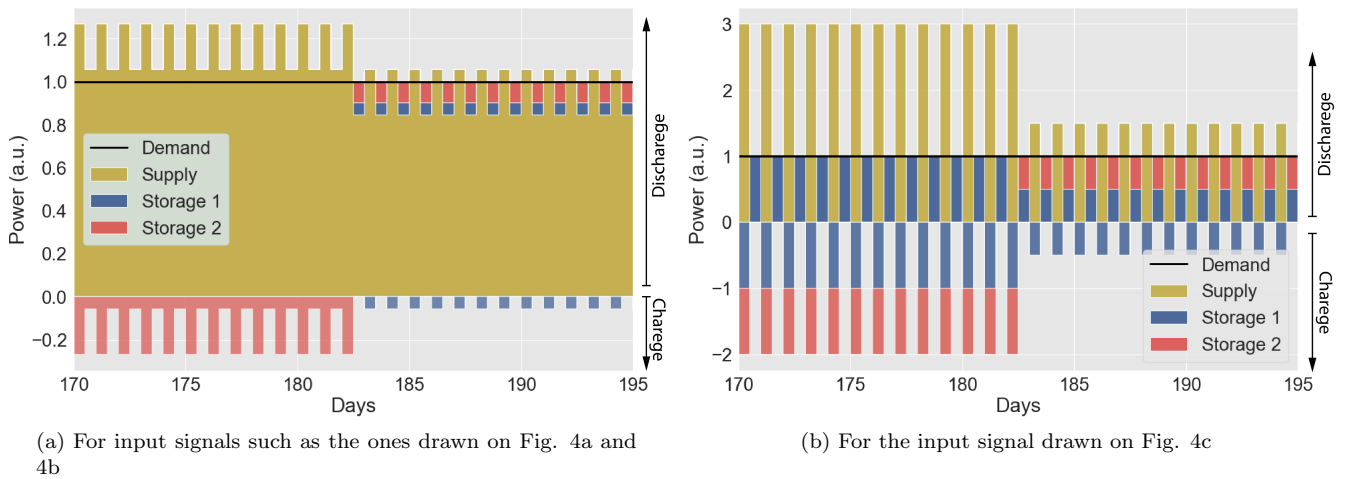 1.2
1.0
0.8
0.6
0.4
0.2
0.0
−0.2
Power (a.u.)
Demand
Supply
Storage 1
Storage 2
170 175 180 185 190 195
Days
Discharege
Charege
(a) For input signals such as the ones drawn on Fig. 4a and
4b
3
2
1
0
−1
−2
Power (a.u.)
Demand
Supply
Storage 1
Storage 2
170 175 180 185 190 195
Days
Discharege
Charege
(b) For the input signal drawn on Fig. 4c